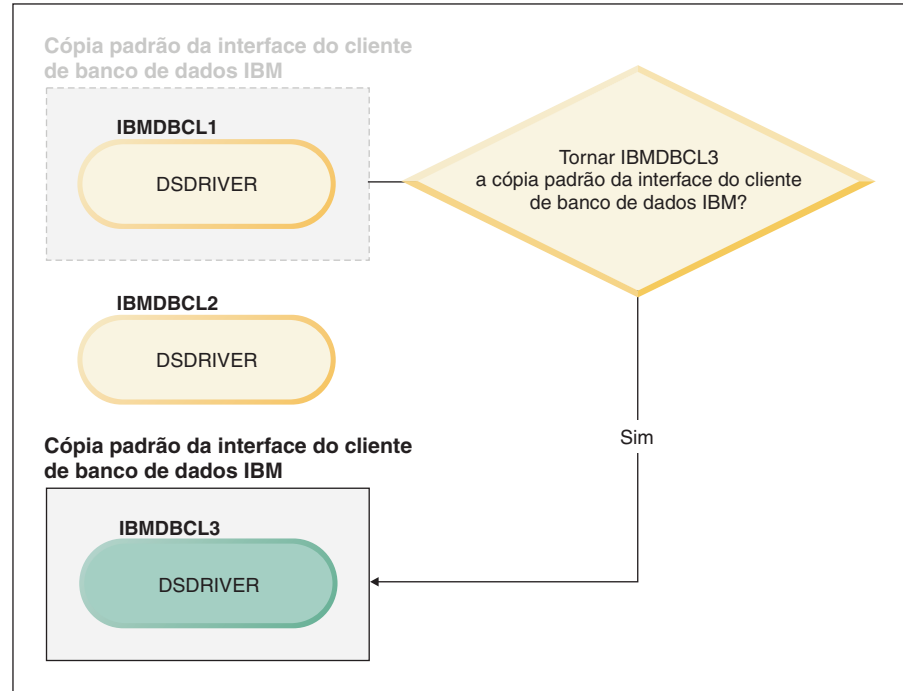 Cópia padrão da interface do cliente
de banco de dados IBM
IBMDBCL1
DSDRIVER
Tornar IBMDBCL3
a cópia padrão da interface do cliente
de banco de dados IBM?
IBMDBCL2
DSDRIVER
Sim
Cópia padrão da interface do cliente
de banco de dados IBM
IBMDBCL3
DSDRIVER